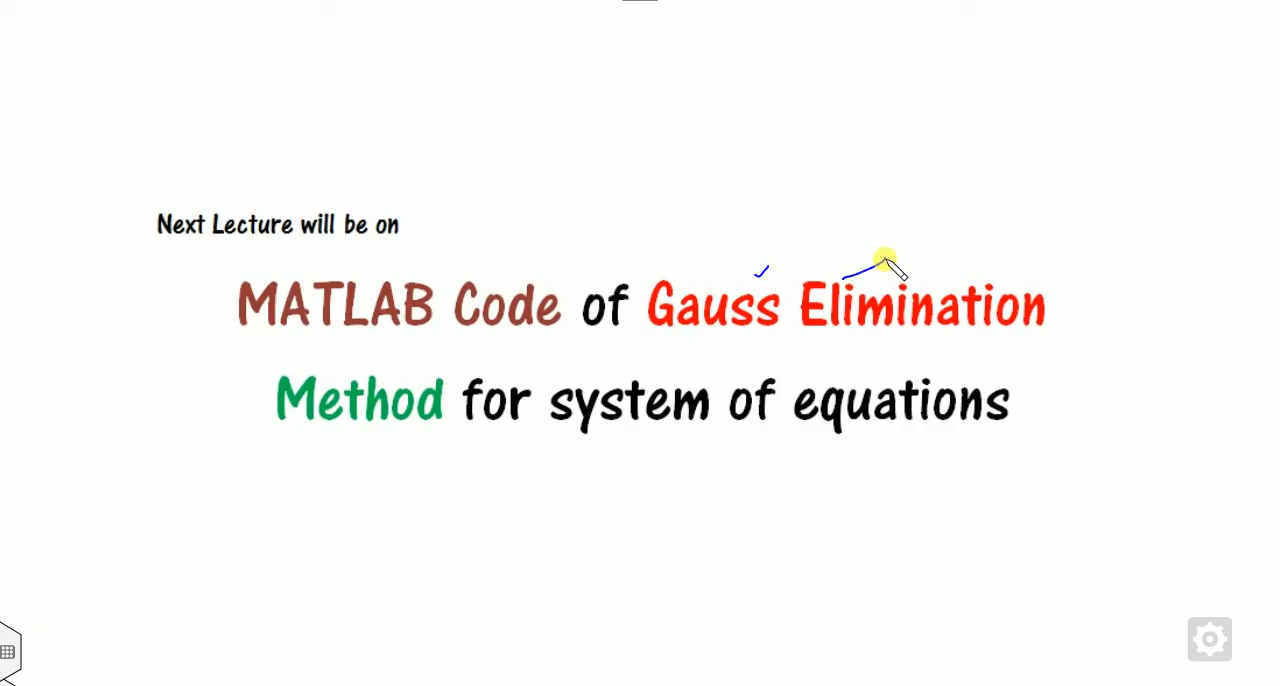 Next Lecture will be on
MATLAB Code of Gauss Elimination
Method for system of equations